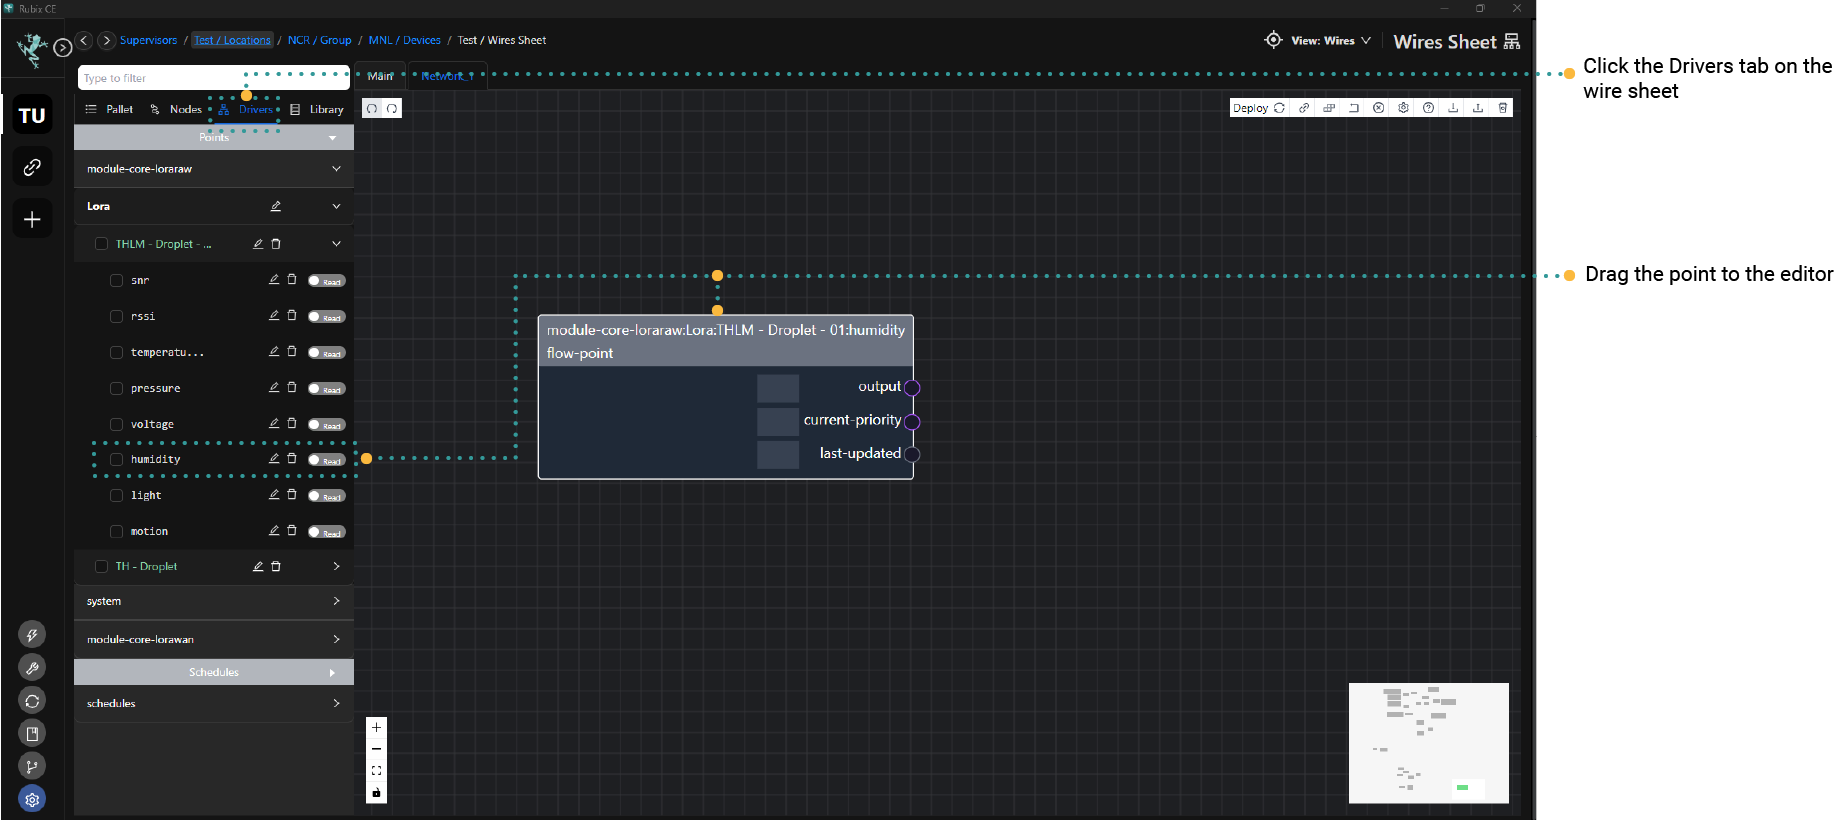 Rubix CE
Supervisors / Test / Locations / NCR / Group / MNL / Devices / Test / Wires Sheet
View: Wires
Wires Sheet
Type to filter
Main
Network_1
TU
Pallet
Nodes
Drivers
Library
Deploy
Points
module-core-loraraw
Lora
THLM - Droplet - ...
snr
Read
rssi
Read
temperatu...
Read
pressure
Read
voltage
Read
humidity
Read
light
Read
motion
Read
TH - Droplet
system
module-core-lorawan
Schedules
schedules
module-core-loraraw:Lora:THLM - Droplet - 01:humidity
flow-point
output
current-priority
last-updated
Click the Drivers tab on the
wire sheet
Drag the point to the editor